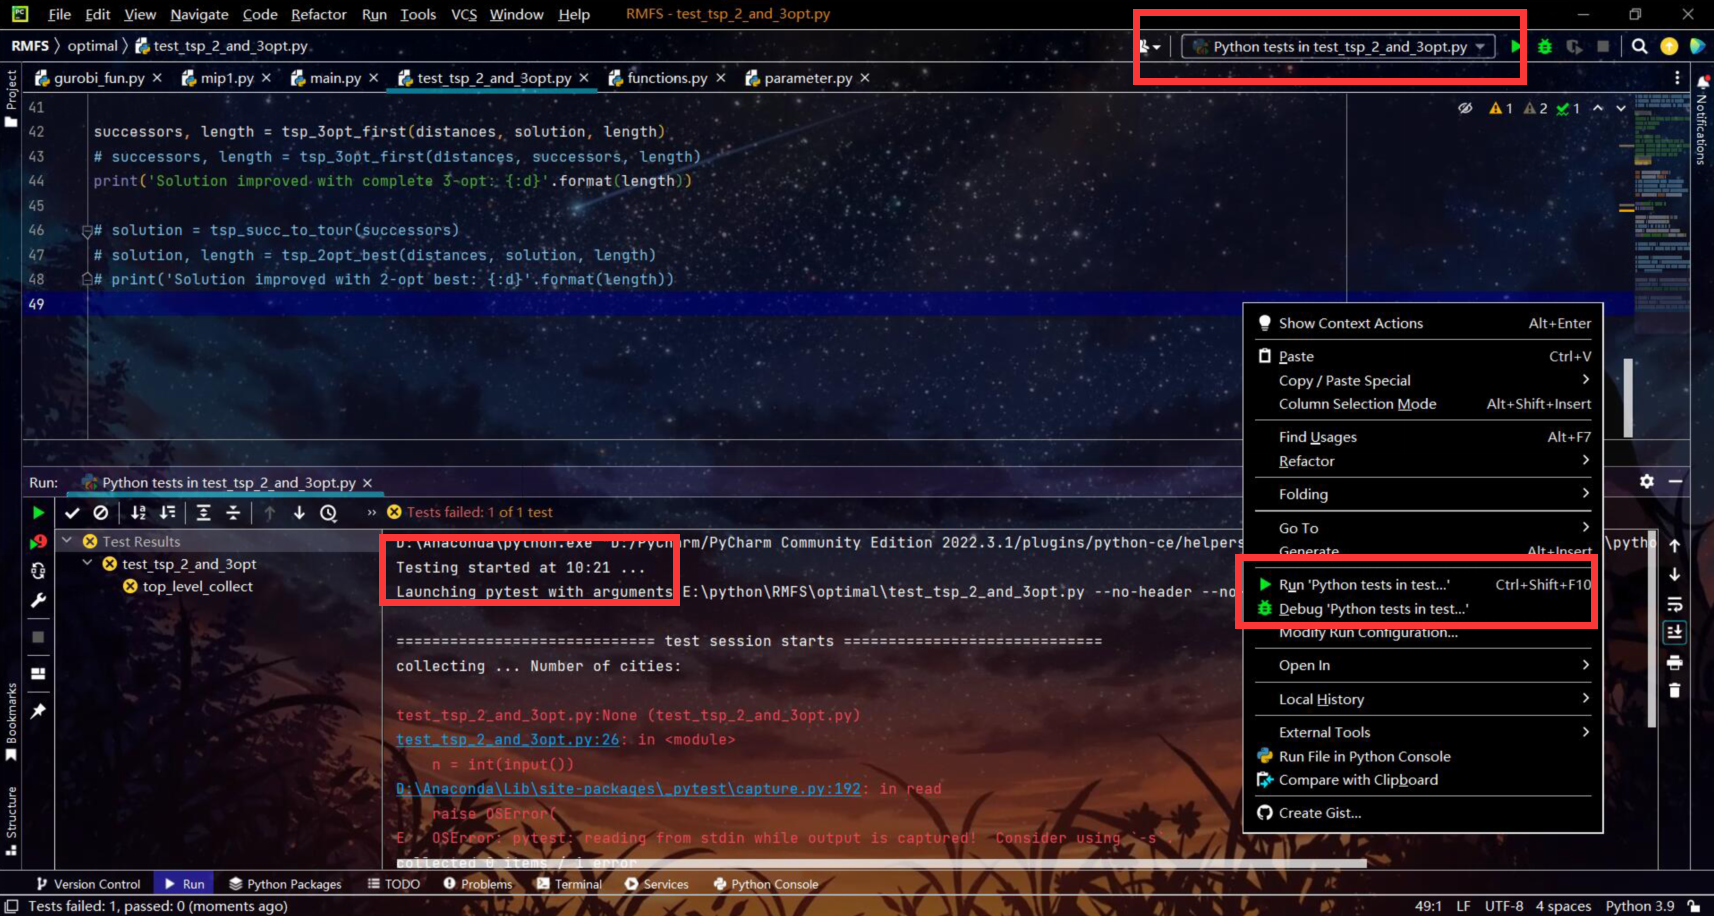 File Edit View Navigate Code Refactor Run Tools VCS Window Help RMFS - test_tsp_2_and_3opt.py
RMFS optimal test_tsp_2_and_3opt.py
Python tests in test_tsp_2_and_3opt.py
gurobi_fun.py mip1.py main.py test_tsp_2_and_3opt.py functions.py parameter.py
Project
Notifications
1 2 1
41
42 successors, length = tsp_3opt_first(distances, solution, length)
43 # successors, length = tsp_3opt_first(distances, successors, length)
44 print('Solution improved with complete 3-opt: {:d}'.format(length))
45
46 # solution = tsp_succ_to_tour(successors)
47 # solution, length = tsp_2opt_best(distances, solution, length)
48 # print('Solution improved with 2-opt best: {:d}'.format(length))
49
Show Context Actions Alt+Enter
Paste Ctrl+V
Copy / Paste Special
Column Selection Mode Alt+Shift+Insert
Find Usages Alt+F7
Refactor
Folding
Go To
Generate... Alt+Insert
Run 'Python tests in test...' Ctrl+Shift+F10
Debug 'Python tests in test...'
Modify Run Configuration...
Open In
Local History
External Tools
Run File in Python Console
Compare with Clipboard
Create Gist...
Run: Python tests in test_tsp_2_and_3opt.py
Tests failed: 1 of 1 test
Test Results
test_tsp_2_and_3opt
top_level_collect
D:\Anaconda\python.exe "D:/PyCharm/PyCharm Community Edition 2022.3.1/plugins/python-ce/helpers \pytho
Testing started at 10:21 ...
Launching pytest with arguments E:\python\RMFS\optimal\test_tsp_2_and_3opt.py --no-header --no-
============================= test session starts =============================
collecting ... Number of cities:
test_tsp_2_and_3opt.py:None (test_tsp_2_and_3opt.py)
test_tsp_2_and_3opt.py:26: in <module>
n = int(input())
D:\Anaconda\Lib\site-packages\_pytest\capture.py:192: in read
raise OSError(
E OSError: pytest: reading from stdin while output is captured! Consider using `-s`.
collected 0 items / 1 error
Bookmarks
Structure
Version Control Run Python Packages TODO Problems Terminal Services Python Console
Tests failed: 1, passed: 0 (moments ago) 49:1 LF UTF-8 4 spaces Python 3.9